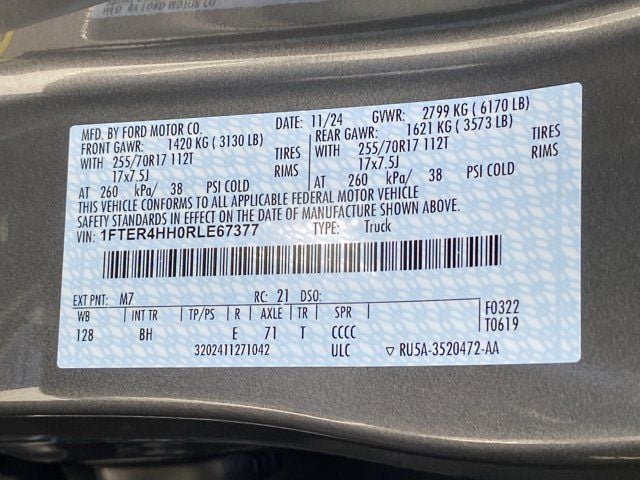 MFD. BY FORD MOTOR CO. DATE: 11/24 GVWR: 2799 KG ( 6170 LB)
FRONT GAWR: 1420 KG ( 3130 LB) REAR GAWR: 1621 KG ( 3573 LB)
WITH 255/70R17 112T TIRES WITH 255/70R17 112T TIRES
17x7.5J RIMS 17x7.5J RIMS
AT 260 kPa/ 38 PSI COLD AT 260 kPa/ 38 PSI COLD
THIS VEHICLE CONFORMS TO ALL APPLICABLE FEDERAL MOTOR VEHICLE
SAFETY STANDARDS IN EFFECT ON THE DATE OF MANUFACTURE SHOWN ABOVE.
VIN: 1FTER4HH0RLE67377 TYPE: Truck
EXT PNT: M7 RC: 21 DSO:
WB INT TR TP/PS R AXLE TR SPR F0322
128 BH E 71 T CCCC T0619
3202411271042 ULC ▽ RU5A-3520472-AA